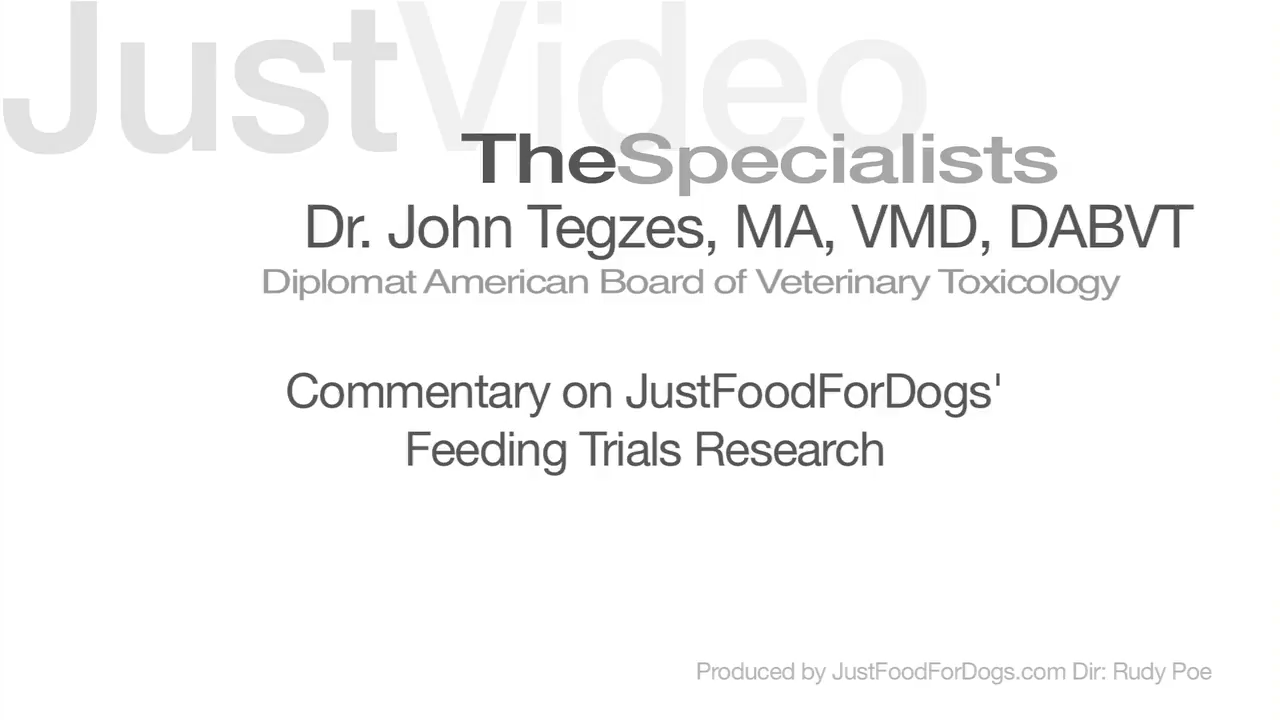 JustVideo
TheSpecialists
Dr. John Tegzes, MA, VMD, DABVT
Diplomat American Board of Veterinary Toxicology
Commentary on JustFoodForDogs'
Feeding Trials Research
Produced by JustFoodForDogs.com Dir: Rudy Poe